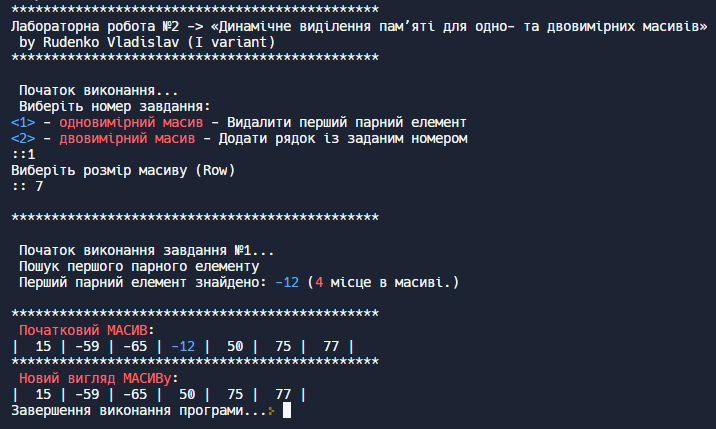 ***********************************************
Лабораторна робота №2 -> «Динамічне виділення пам’яті для одно- та двовимірних масивів»
by Rudenko Vladislav (I variant)
***********************************************
Початок виконання...
Виберіть номер завдання:
<1> - одновимірний масив - Видалити перший парний елемент
<2> - двовимірний масив - Додати рядок із заданим номером
::1
Виберіть розмір масиву (Row)
:: 7
***********************************************
Початок виконання завдання №1...
Пошук першого парного елементу
Перший парний елемент знайдено: -12 (4 місце в масиві.)
***********************************************
Початковий МАСИВ:
|  15 | -59 | -65 | -12 |  50 |  75 |  77 |
***********************************************
Новий вигляд МАСИВу:
|  15 | -59 | -65 |  50 |  75 |  77 |
Завершення виконання програми...